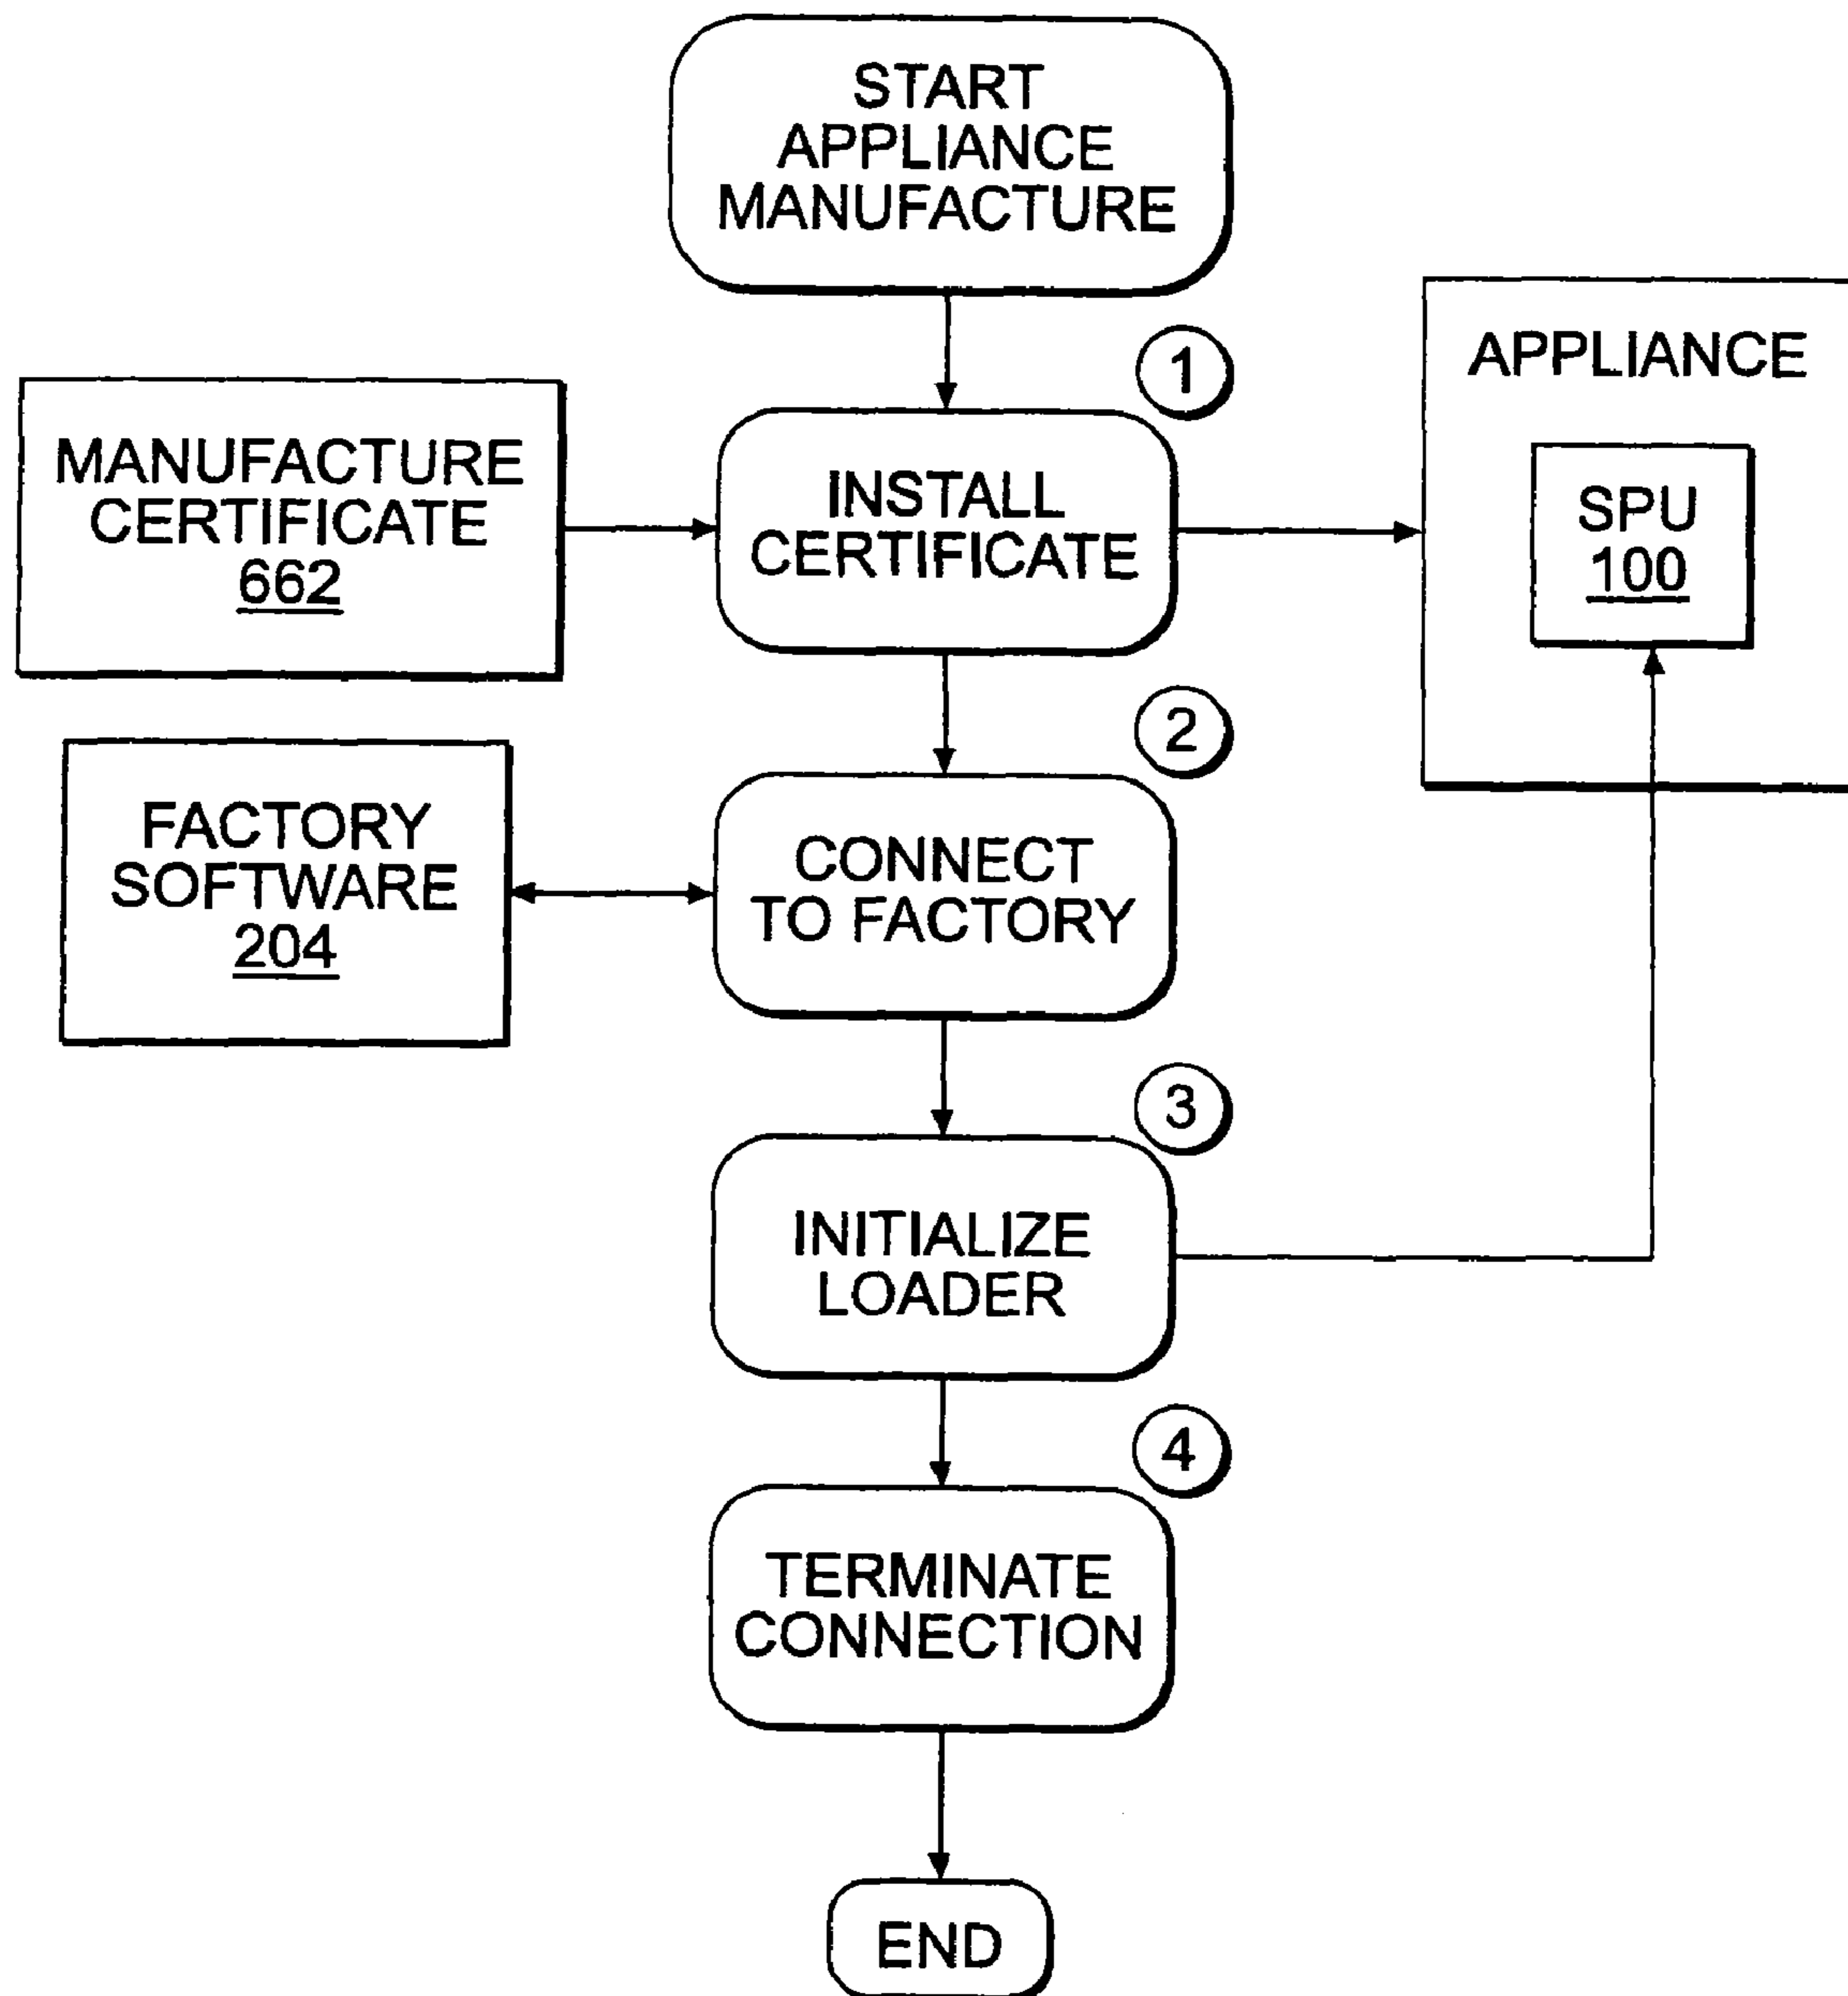 START
APPLIANCE
MANUFACTURE
1
APPLIANCE
MANUFACTURE
CERTIFICATE
662
INSTALL
CERTIFICATE
SPU
100
2
FACTORY
SOFTWARE
204
CONNECT
TO FACTORY
3
INITIALIZE
LOADER
4
TERMINATE
CONNECTION
END